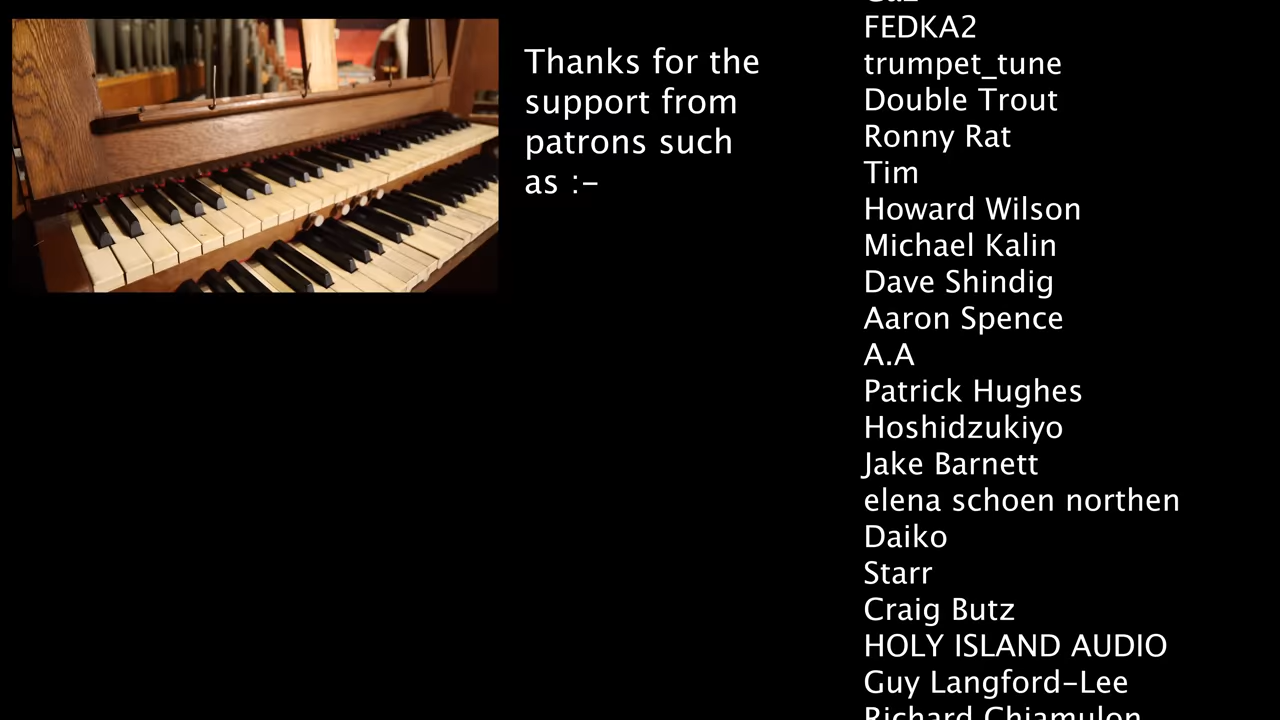 Thanks for the
support from
patrons such
as :-
FEDKA2
trumpet_tune
Double Trout
Ronny Rat
Tim
Howard Wilson
Michael Kalin
Dave Shindig
Aaron Spence
A.A
Patrick Hughes
Hoshidzukiyo
Jake Barnett
elena schoen northen
Daiko
Starr
Craig Butz
HOLY ISLAND AUDIO
Guy Langford-Lee
Richard Chiamulon